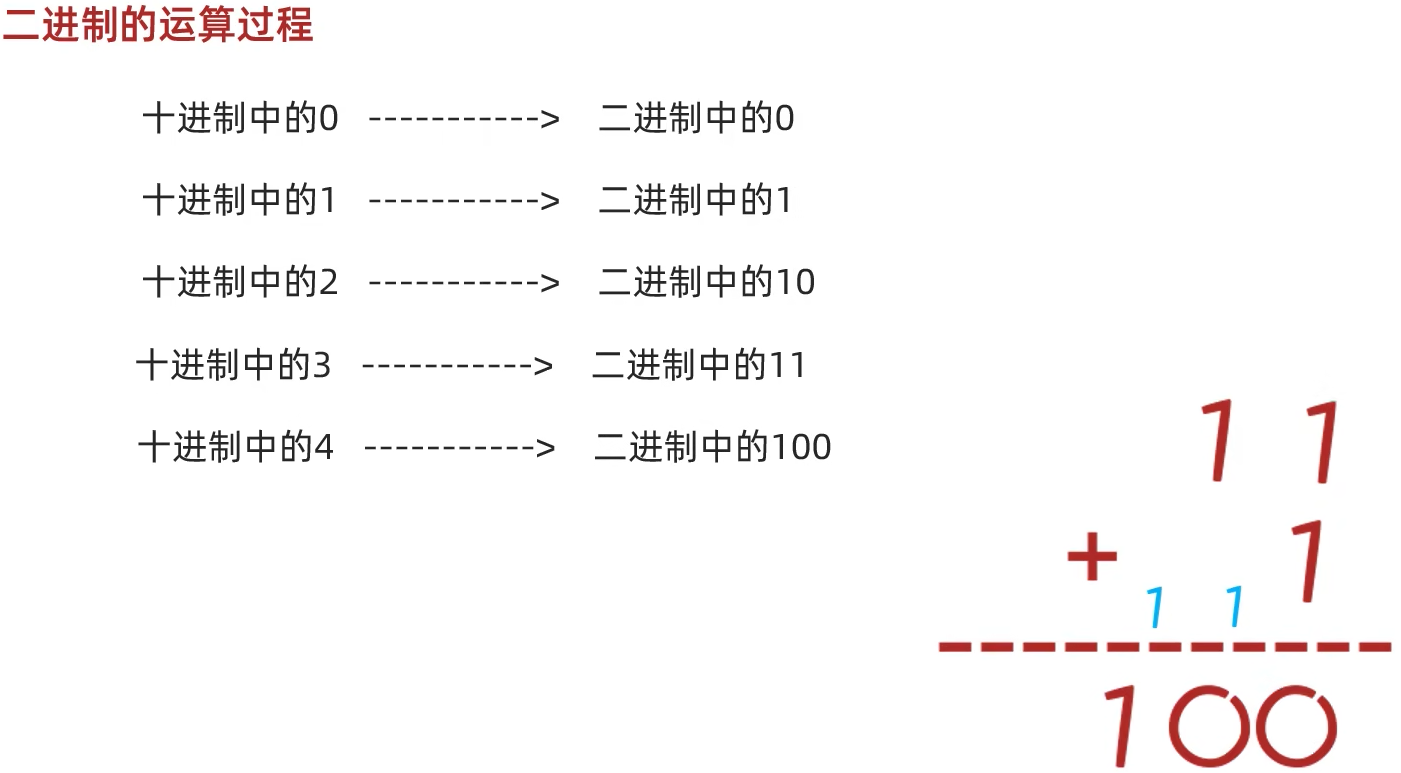 二进制的运算过程
十进制中的0 -----------> 二进制中的0
十进制中的1 -----------> 二进制中的1
十进制中的2 -----------> 二进制中的10
十进制中的3 -----------> 二进制中的11
十进制中的4 -----------> 二进制中的100
1 1
+ 1
1 1
-----------
100